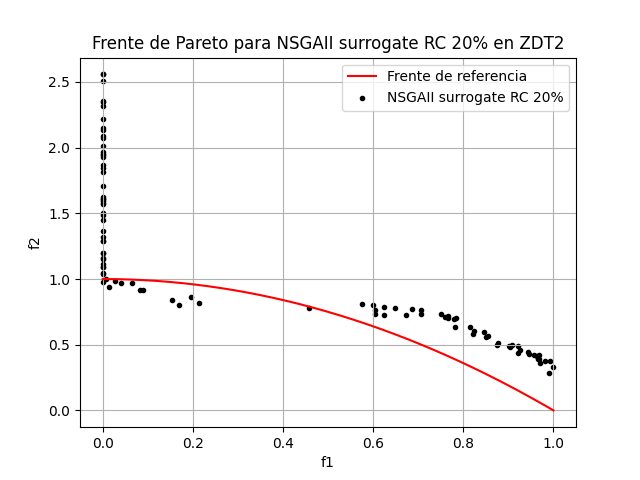 Frente de Pareto para NSGAII surrogate RC 20% en ZDT2
Frente de referencia
NSGAII surrogate RC 20%
2.5
2.0
1.5
1.0
0.5
0.0
f2
0.0 0.2 0.4 0.6 0.8 1.0
f1